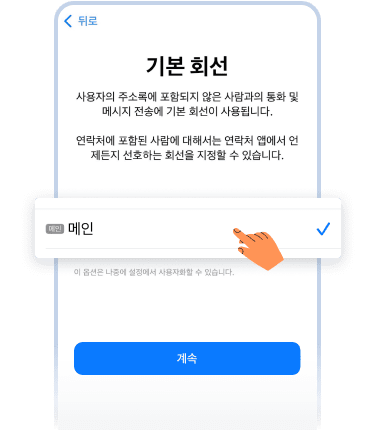 뒤로
기본 회선
사용자의 주소록에 포함되지 않은 사람과의 통화 및
메시지 전송에 기본 회선이 사용됩니다.
연락처에 포함된 사람에 대해서는 연락처 앱에서 언
제든지 선호하는 회선을 지정할 수 있습니다.
메인 메인
이 옵션은 나중에 설정에서 사용자화할 수 있습니다.
계속